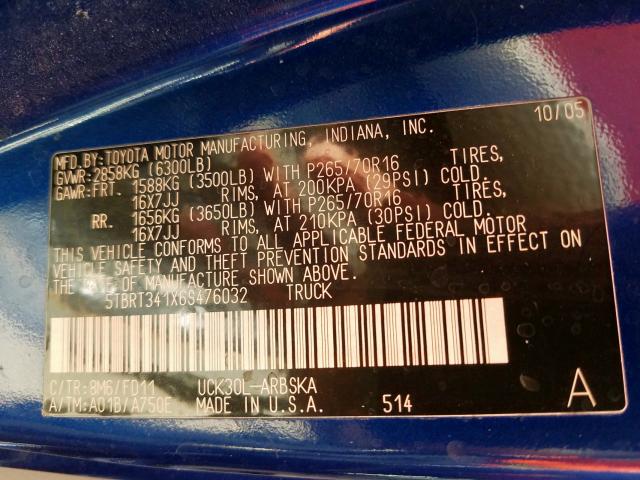 10/05
MFD.BY:TOYOTA MOTOR MANUFACTURING, INDIANA, INC.
GVWR:2858KG (6300LB)
GAWR:FRT. 1588KG (3500LB) WITH P265/70R16 TIRES,
16X7JJ RIMS, AT 200KPA (29PSI) COLD.
RR. 1656KG (3650LB) WITH P265/70R16 TIRES,
16X7JJ RIMS, AT 210KPA (30PSI) COLD.
THIS VEHICLE CONFORMS TO ALL APPLICABLE FEDERAL MOTOR
VEHICLE SAFETY AND THEFT PREVENTION STANDARDS IN EFFECT ON
THE DATE OF MANUFACTURE SHOWN ABOVE.
5TBRT341X6S476032 TRUCK
C/TR:8M6/FD11 UCK30L-ARBSKA
A/TM:A01B/A750E MADE IN U.S.A. 514 A